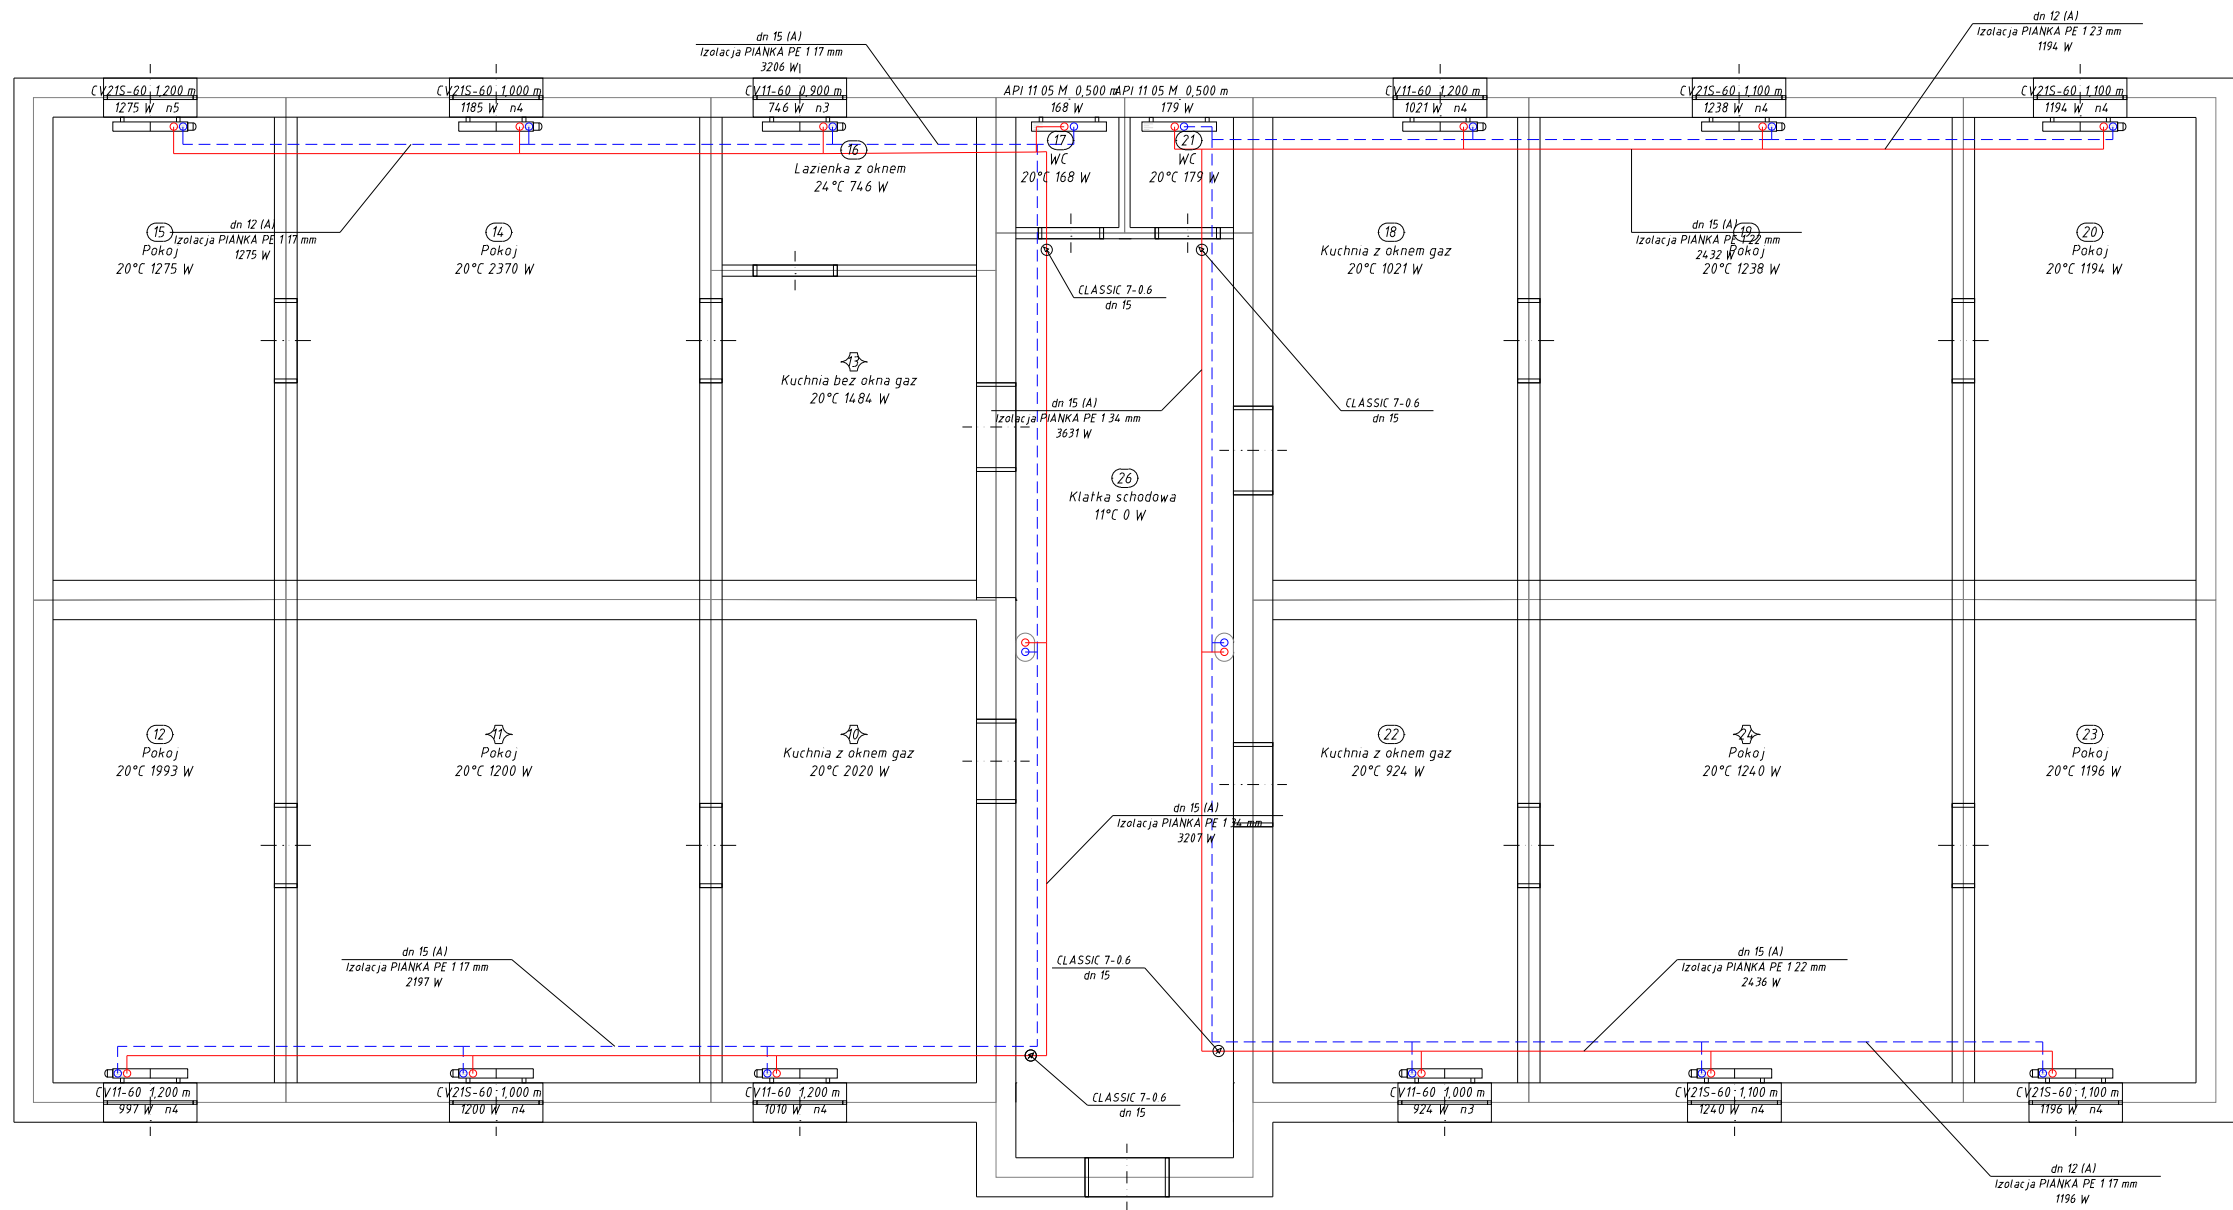 dn 12 (A)
Izolacja PIANKA PE 1 23 mm
1194 W
dn 15 (A)
Izolacja PIANKA PE 1 17 mm
3206 W
CV21S-60 1,200 m
1275 W n5
CV21S-60 1,000 m
1185 W n4
CV11-60 0,900 m
746 W n3
API 11 05 M 0,500 m
168 W
API 11 05 M 0,500 m
179 W
CV11-60 1,200 m
1021 W n4
CV21S-60 1,100 m
1238 W n4
CV21S-60 1,100 m
1194 W n4
16
Lazienka z oknem
24°C 746 W
17
WC
20°C 168 W
21
WC
20°C 179 W
15
Pokoj
20°C 1275 W
dn 12 (A)
Izolacja PIANKA PE 1 17 mm
1275 W
14
Pokoj
20°C 2370 W
18
Kuchnia z oknem gaz
20°C 1021 W
dn 15 (A)
Izolacja PIANKA PE 1 22 mm
2432 W
19
Pokoj
20°C 1238 W
20
Pokoj
20°C 1194 W
CLASSIC 7-0.6
dn 15
13
Kuchnia bez okna gaz
20°C 1484 W
dn 15 (A)
Izolacja PIANKA PE 1 34 mm
3631 W
CLASSIC 7-0.6
dn 15
26
Klatka schodowa
11°C 0 W
12
Pokoj
20°C 1993 W
11
Pokoj
20°C 1200 W
10
Kuchnia z oknem gaz
20°C 2020 W
22
Kuchnia z oknem gaz
20°C 924 W
24
Pokoj
20°C 1240 W
23
Pokoj
20°C 1196 W
dn 15 (A)
Izolacja PIANKA PE 1 34 mm
3207 W
dn 15 (A)
Izolacja PIANKA PE 1 17 mm
2197 W
CLASSIC 7-0.6
dn 15
dn 15 (A)
Izolacja PIANKA PE 1 22 mm
2436 W
CV11-60 1,200 m
997 W n4
CV21S-60 1,000 m
1200 W n4
CV11-60 1,200 m
1010 W n4
CLASSIC 7-0.6
dn 15
CV11-60 1,000 m
924 W n3
CV21S-60 1,100 m
1240 W n4
CV21S-60 1,100 m
1196 W n4
dn 12 (A)
Izolacja PIANKA PE 1 17 mm
1196 W